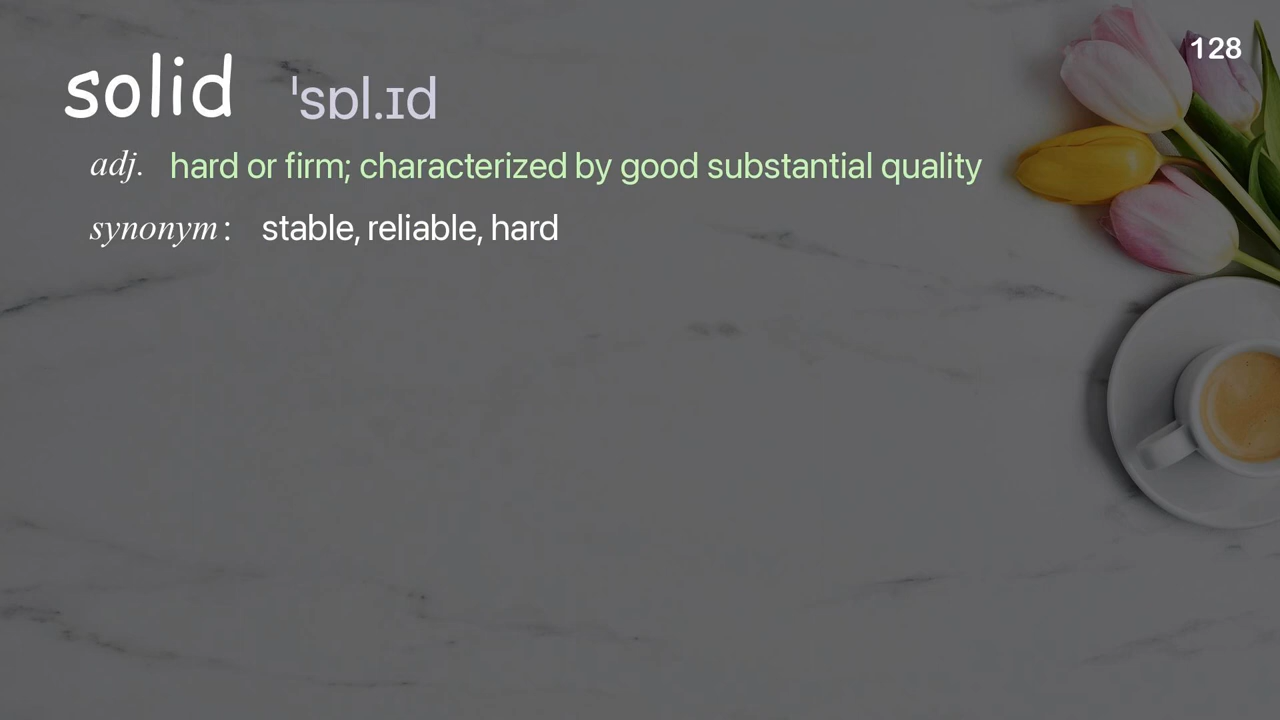 128
solid ˈsɒl.ɪd
adj. hard or firm; characterized by good substantial quality
synonym : stable, reliable, hard